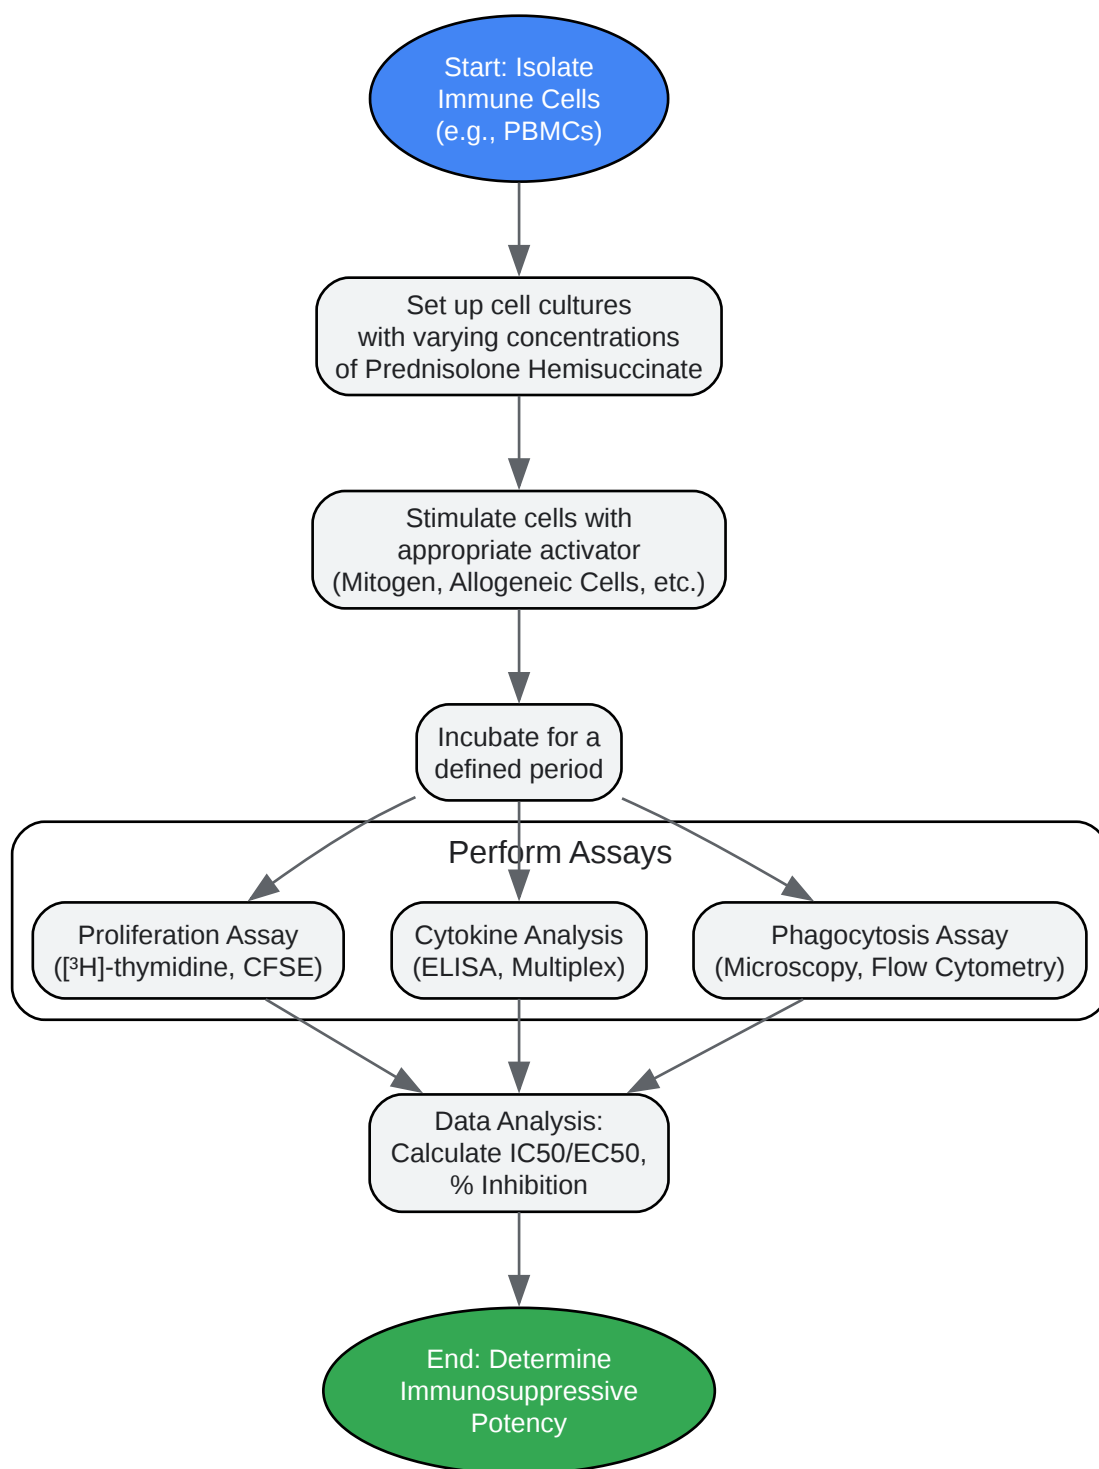 Start: Isolate
Immune Cells
(e.g., PBMCs)
Set up cell cultures
with varying concentrations
of Prednisolone Hemisuccinate
Stimulate cells with
appropriate activator
(Mitogen, Allogeneic Cells, etc.)
Incubate for a
defined period
Perform Assays
Proliferation Assay
([³H]-thymidine, CFSE)
Cytokine Analysis
(ELISA, Multiplex)
Phagocytosis Assay
(Microscopy, Flow Cytometry)
Data Analysis:
Calculate IC50/EC50,
% Inhibition
End: Determine
Immunosuppressive
Potency